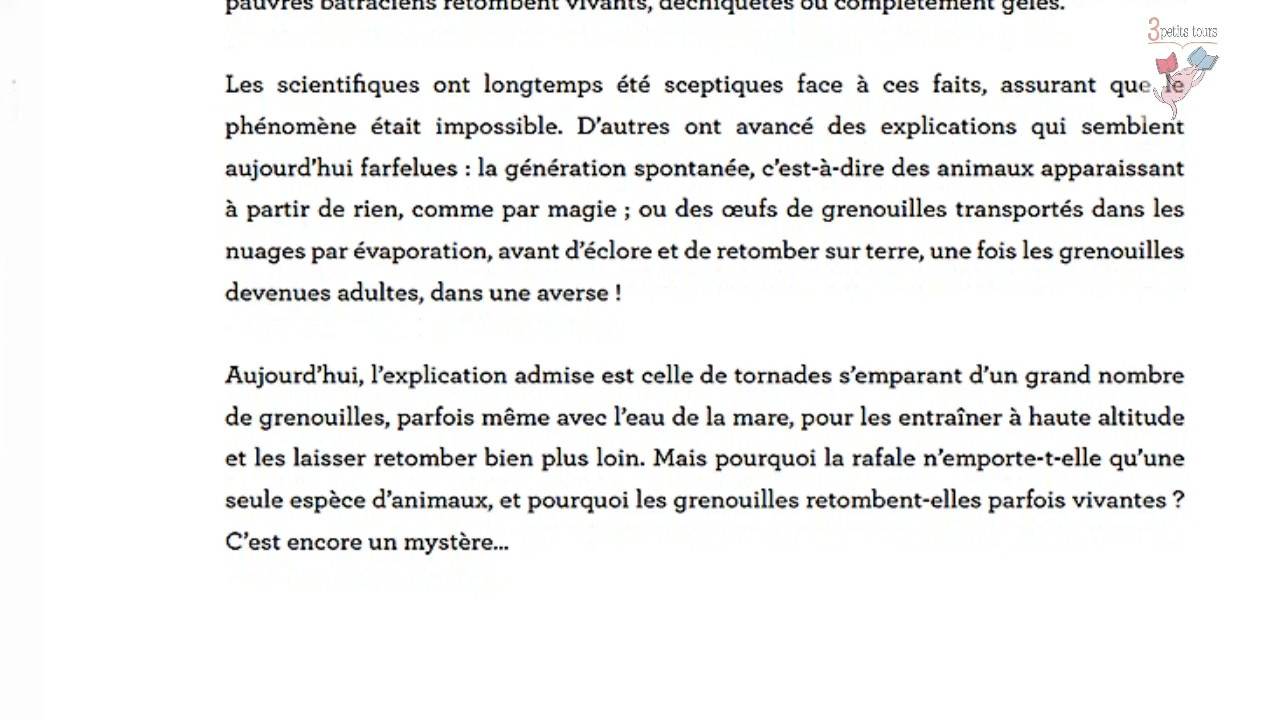 pauvres batraciens retombent vivants, déchiquetés ou complètement gelés.
3 petits tours
Les scientifiques ont longtemps été sceptiques face à ces faits, assurant que le
phénomène était impossible. D'autres ont avancé des explications qui semblent
aujourd'hui farfelues : la génération spontanée, c'est-à-dire des animaux apparaissant
à partir de rien, comme par magie ; ou des œufs de grenouilles transportés dans les
nuages par évaporation, avant d'éclore et de retomber sur terre, une fois les grenouilles
devenues adultes, dans une averse !
Aujourd'hui, l'explication admise est celle de tornades s'emparant d'un grand nombre
de grenouilles, parfois même avec l'eau de la mare, pour les entraîner à haute altitude
et les laisser retomber bien plus loin. Mais pourquoi la rafale n'emporte-t-elle qu'une
seule espèce d'animaux, et pourquoi les grenouilles retombent-elles parfois vivantes ?
C'est encore un mystère...